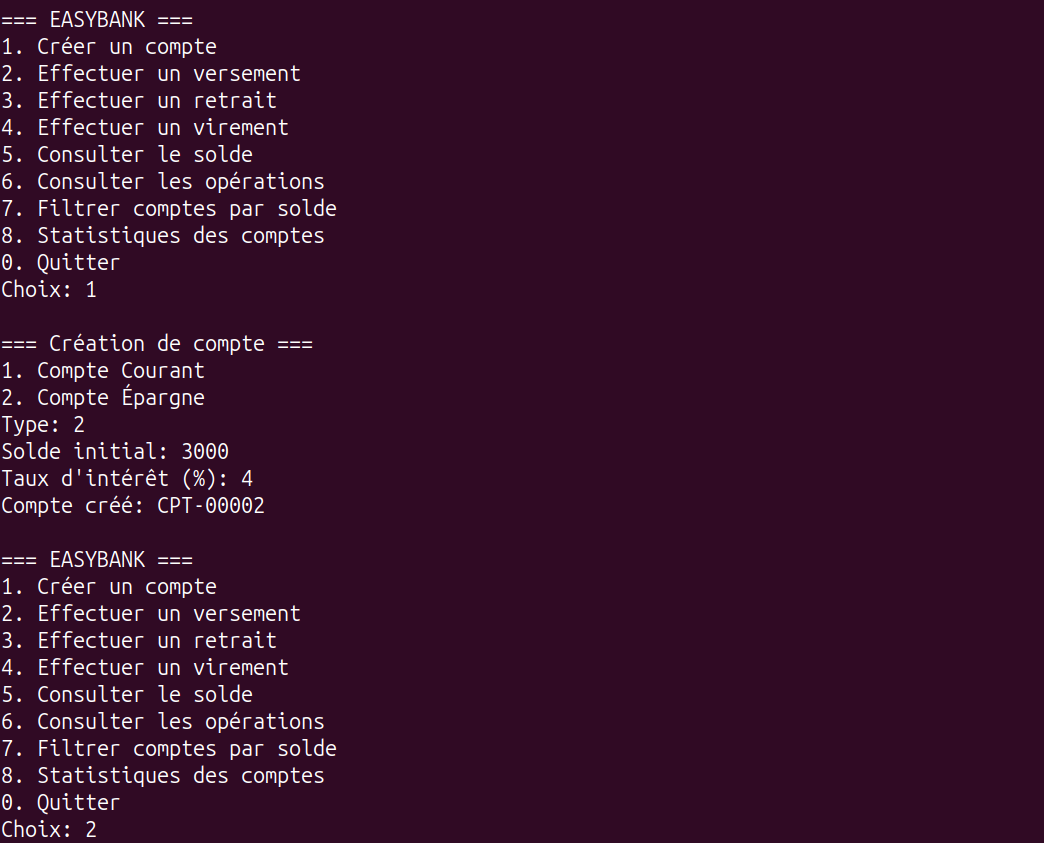 === EASYBANK ===
1. Créer un compte
2. Effectuer un versement
3. Effectuer un retrait
4. Effectuer un virement
5. Consulter le solde
6. Consulter les opérations
7. Filtrer comptes par solde
8. Statistiques des comptes
0. Quitter
Choix: 1

=== Création de compte ===
1. Compte Courant
2. Compte Épargne
Type: 2
Solde initial: 3000
Taux d'intérêt (%): 4
Compte créé: CPT-00002

=== EASYBANK ===
1. Créer un compte
2. Effectuer un versement
3. Effectuer un retrait
4. Effectuer un virement
5. Consulter le solde
6. Consulter les opérations
7. Filtrer comptes par solde
8. Statistiques des comptes
0. Quitter
Choix: 2